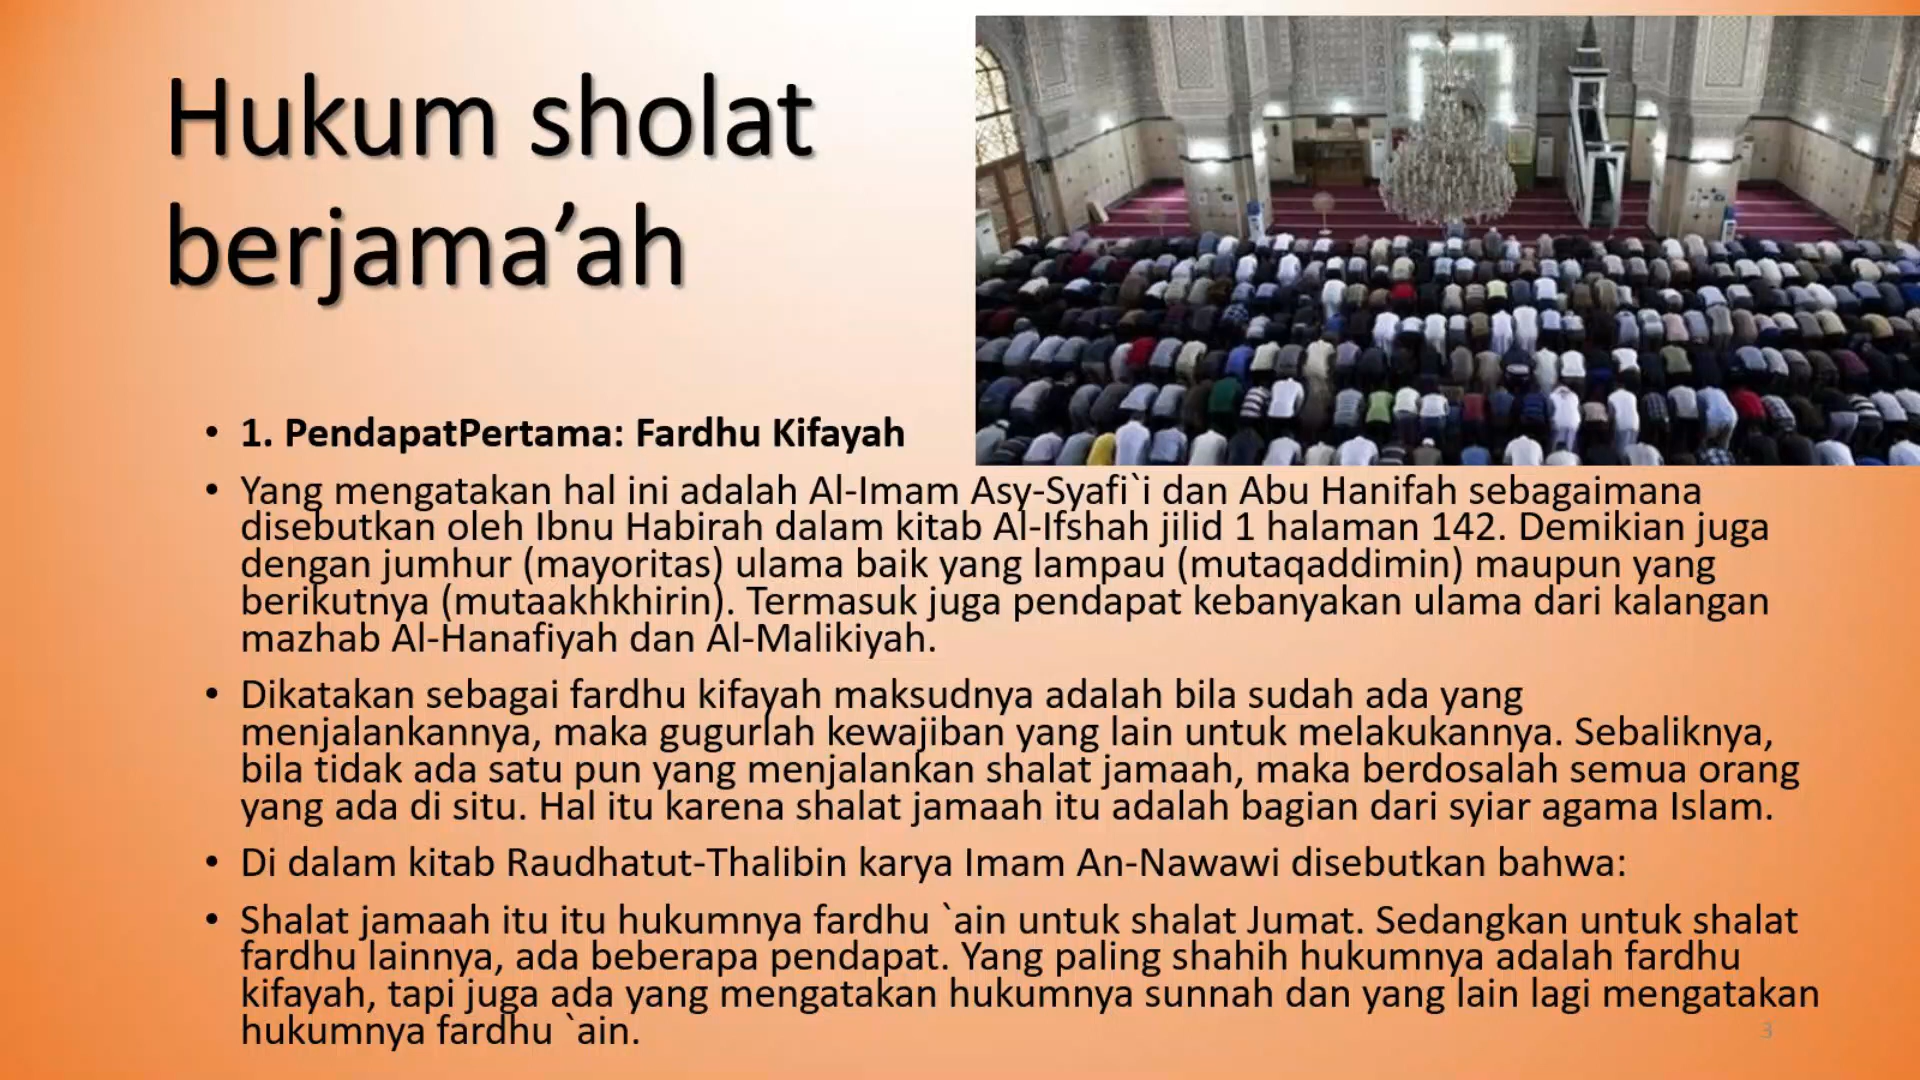 Hukum sholat
berjama’ah
• 1. PendapatPertama: Fardhu Kifayah
• Yang mengatakan hal ini adalah Al-Imam Asy-Syafi`i dan Abu Hanifah sebagaimana
disebutkan oleh Ibnu Habirah dalam kitab Al-Ifshah jilid 1 halaman 142. Demikian juga
dengan jumhur (mayoritas) ulama baik yang lampau (mutaqaddimin) maupun yang
berikutnya (mutaakhkhirin). Termasuk juga pendapat kebanyakan ulama dari kalangan
mazhab Al-Hanafiyah dan Al-Malikiyah.
• Dikatakan sebagai fardhu kifayah maksudnya adalah bila sudah ada yang
menjalankannya, maka gugurlah kewajiban yang lain untuk melakukannya. Sebaliknya,
bila tidak ada satu pun yang menjalankan shalat jamaah, maka berdosalah semua orang
yang ada di situ. Hal itu karena shalat jamaah itu adalah bagian dari syiar agama Islam.
• Di dalam kitab Raudhatut-Thalibin karya Imam An-Nawawi disebutkan bahwa:
• Shalat jamaah itu itu hukumnya fardhu `ain untuk shalat Jumat. Sedangkan untuk shalat
fardhu lainnya, ada beberapa pendapat. Yang paling shahih hukumnya adalah fardhu
kifayah, tapi juga ada yang mengatakan hukumnya sunnah dan yang lain lagi mengatakan
hukumnya fardhu `ain.
3